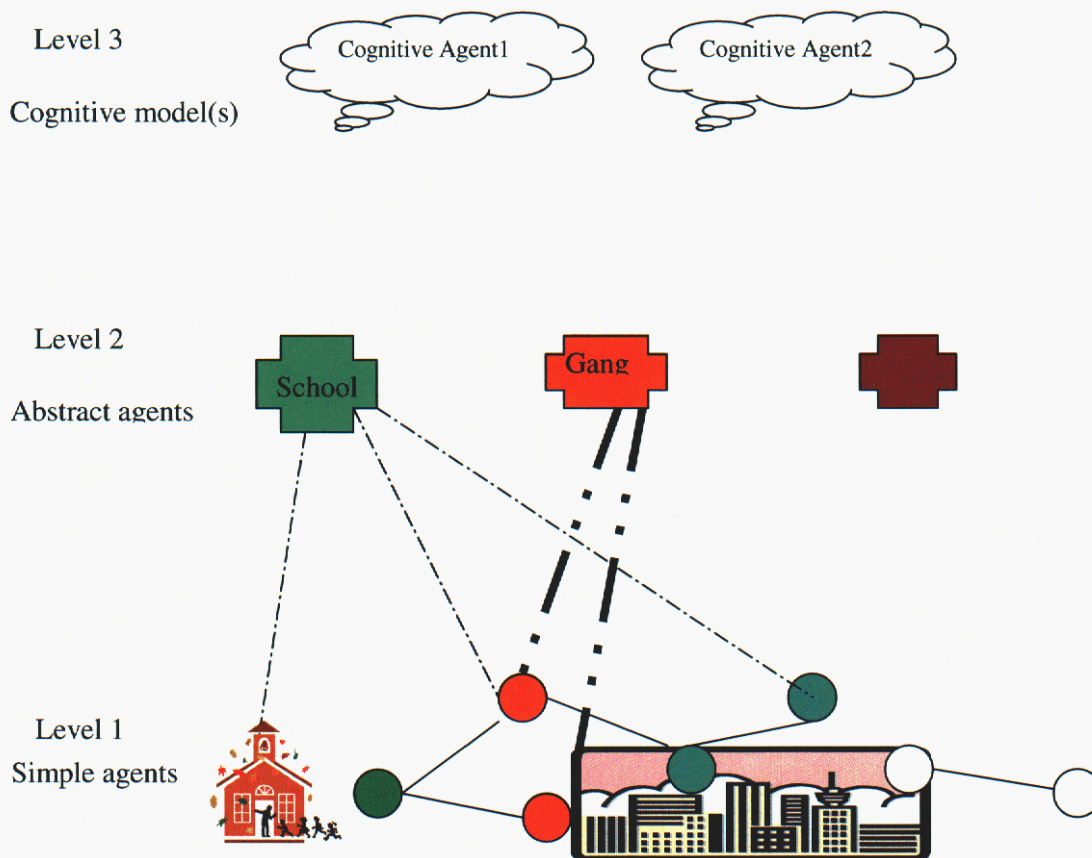 Level 3
Cognitive Agent1
Cognitive Agent2
Cognitive model(s)
Level 2
School
Gang
Abstract agents
Level 1
Simple agents